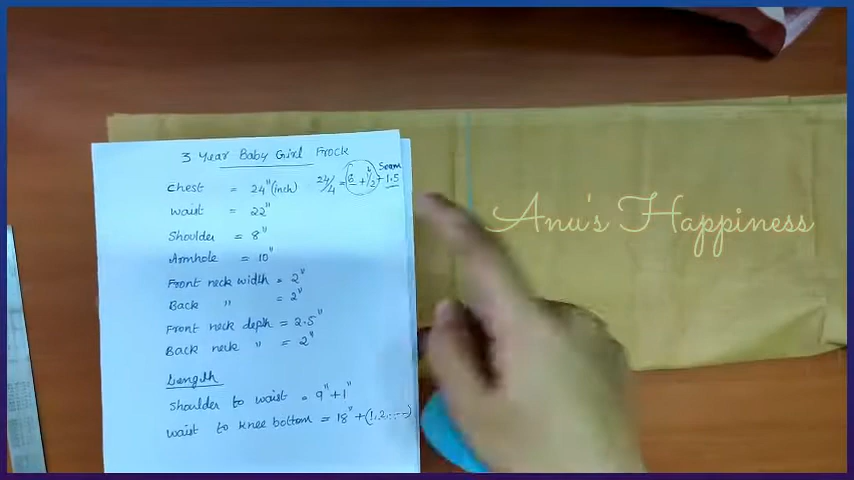 3 Year Baby Girl Frock
Chest = 24" (inch) 24/4 = 6 + 1/2" + 1.5 Seam
waist = 22"
Shoulder = 8"
Armhole = 10"
Front neck width = 2"
Back " = 2"
Front neck depth = 2.5"
Back neck " = 2"
Length
Shoulder to waist = 9" + 1"
waist to knee bottom = 18" + (1,2....)
Anu's Happiness